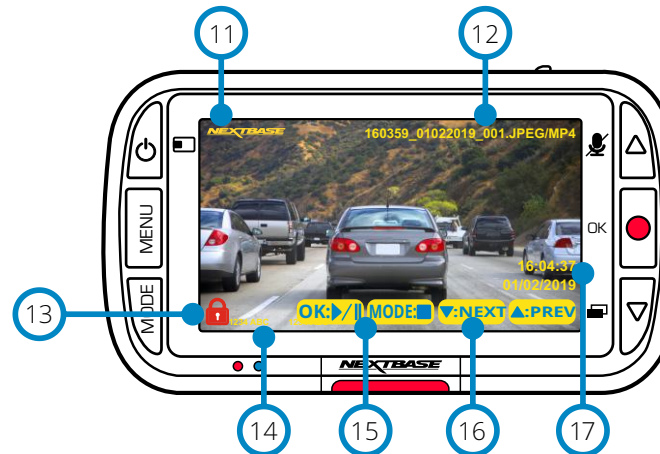 11
12
NEXTBASE
160359_01022019_001.JPEG/MP4
MENU
OK
16:04:37
01/02/2019
MODE
13
OK:▶/II
MODE:■
▼:NEXT
▲:PREV
NEXTBASE
14
15
16
17